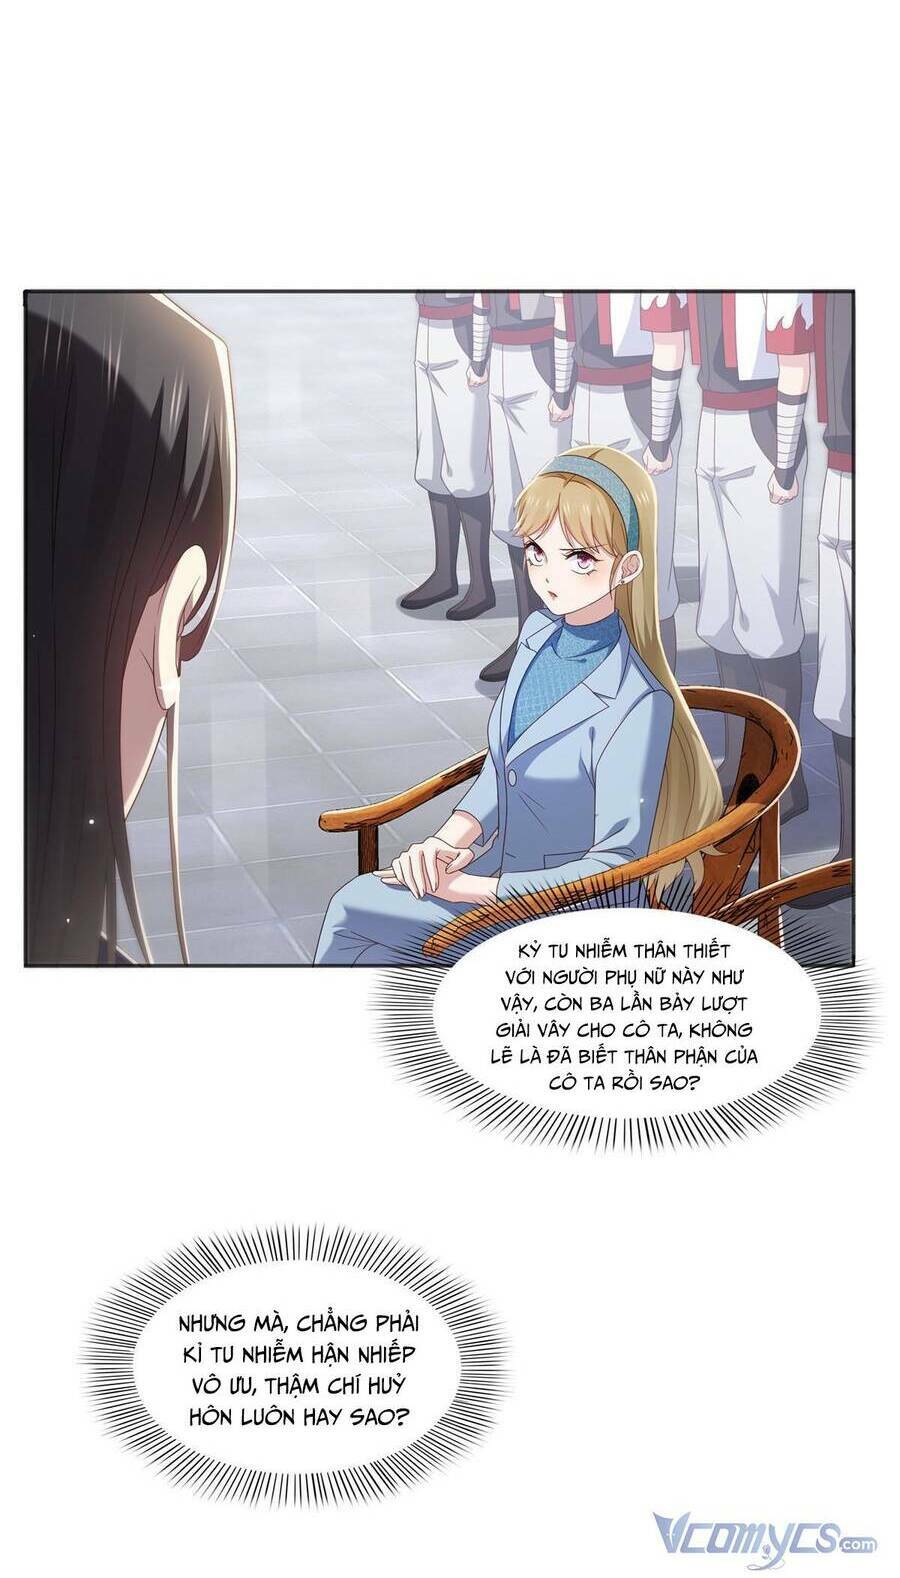 KỶ TU NHIỄM THÂN THIẾT
VỚI NGƯỜI PHỤ NỮ NÀY NHƯ
VẬY, CÒN BA LẦN BẢY LƯỢT
GIẢI VÂY CHO CÔ TA, KHÔNG
LẼ LÀ ĐÃ BIẾT THÂN PHẬN CỦA
CÔ TA RỒI SAO?
NHƯNG MÀ, CHẲNG PHẢI
KỈ TU NHIỄM HẬN NHIẾP
VÔ ƯU, THẬM CHÍ HUỶ
HÔN LUÔN HAY SAO?
VCOMYCS.com